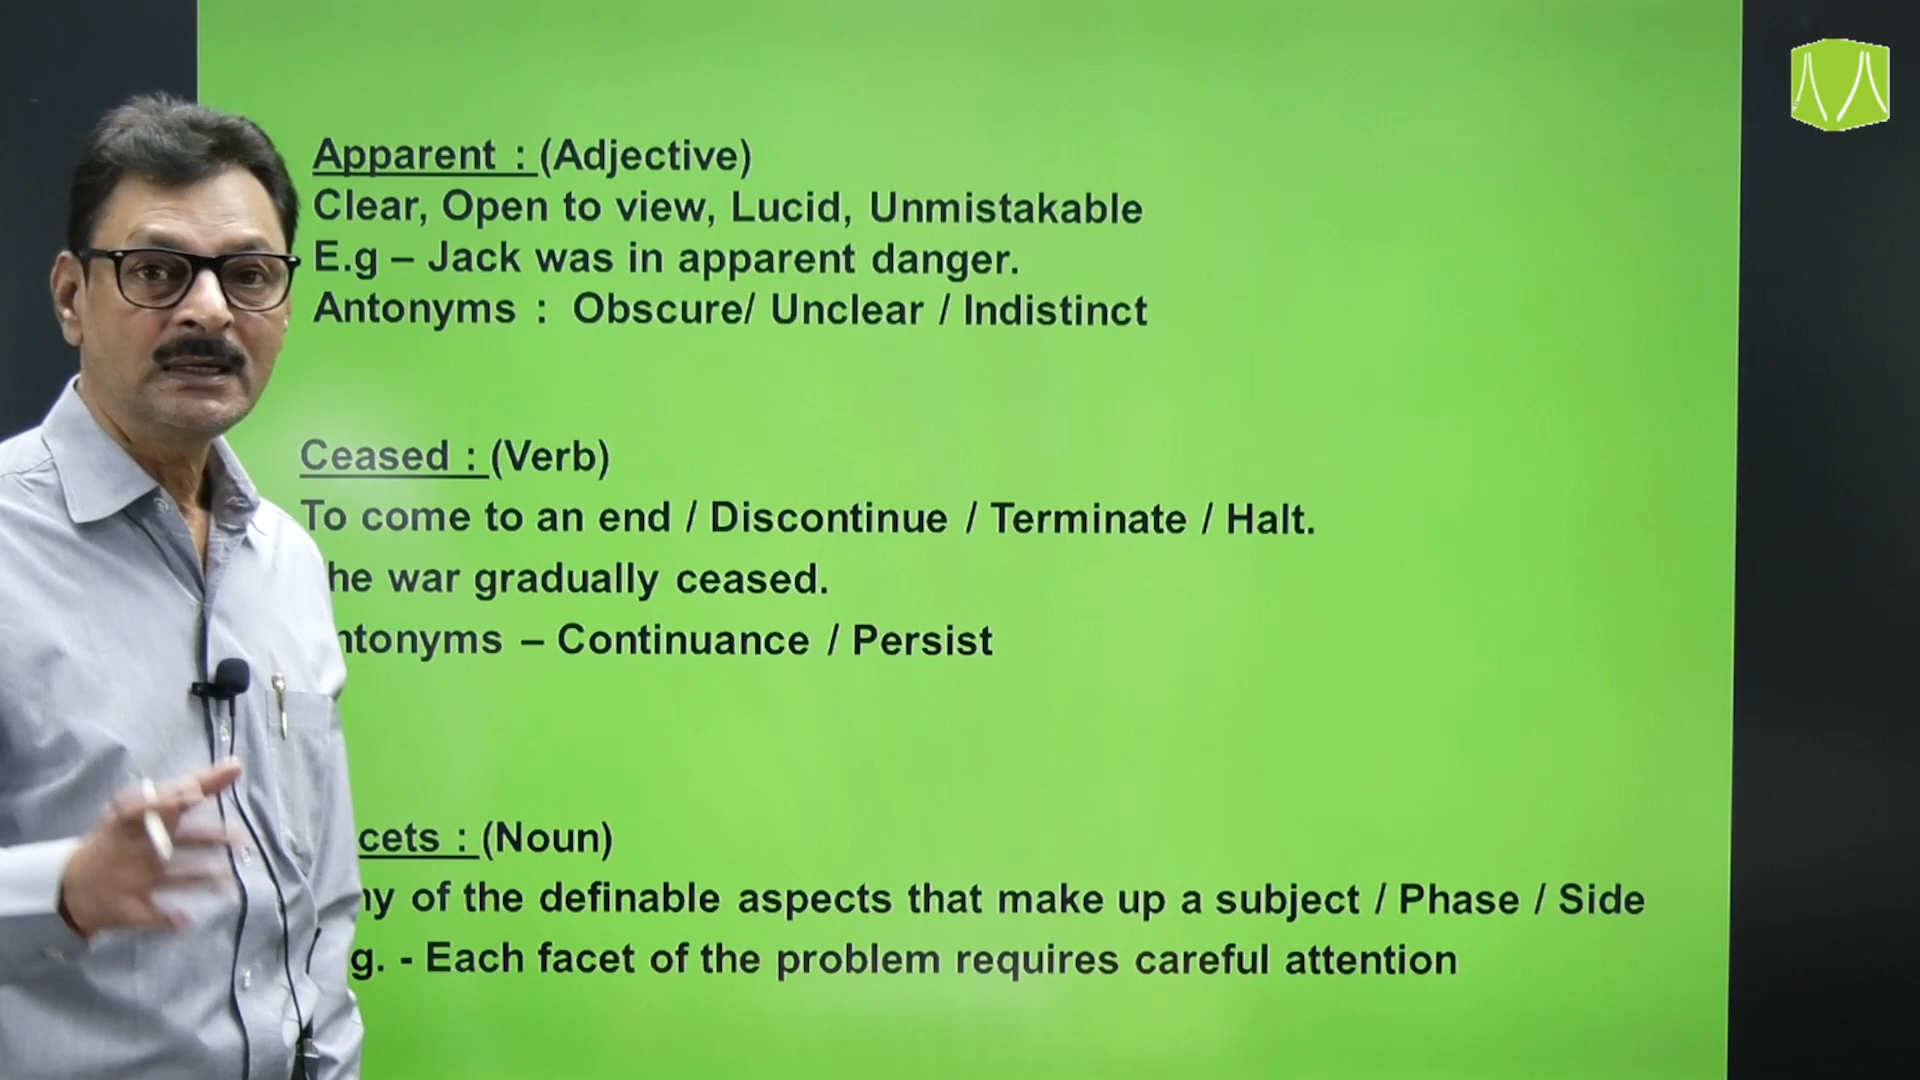 Apparent : (Adjective)
Clear, Open to view, Lucid, Unmistakable
E.g – Jack was in apparent danger.
Antonyms : Obscure/ Unclear / Indistinct
Ceased : (Verb)
To come to an end / Discontinue / Terminate / Halt.
he war gradually ceased.
ntonyms – Continuance / Persist
cets : (Noun)
ny of the definable aspects that make up a subject / Phase / Side
g. - Each facet of the problem requires careful attention